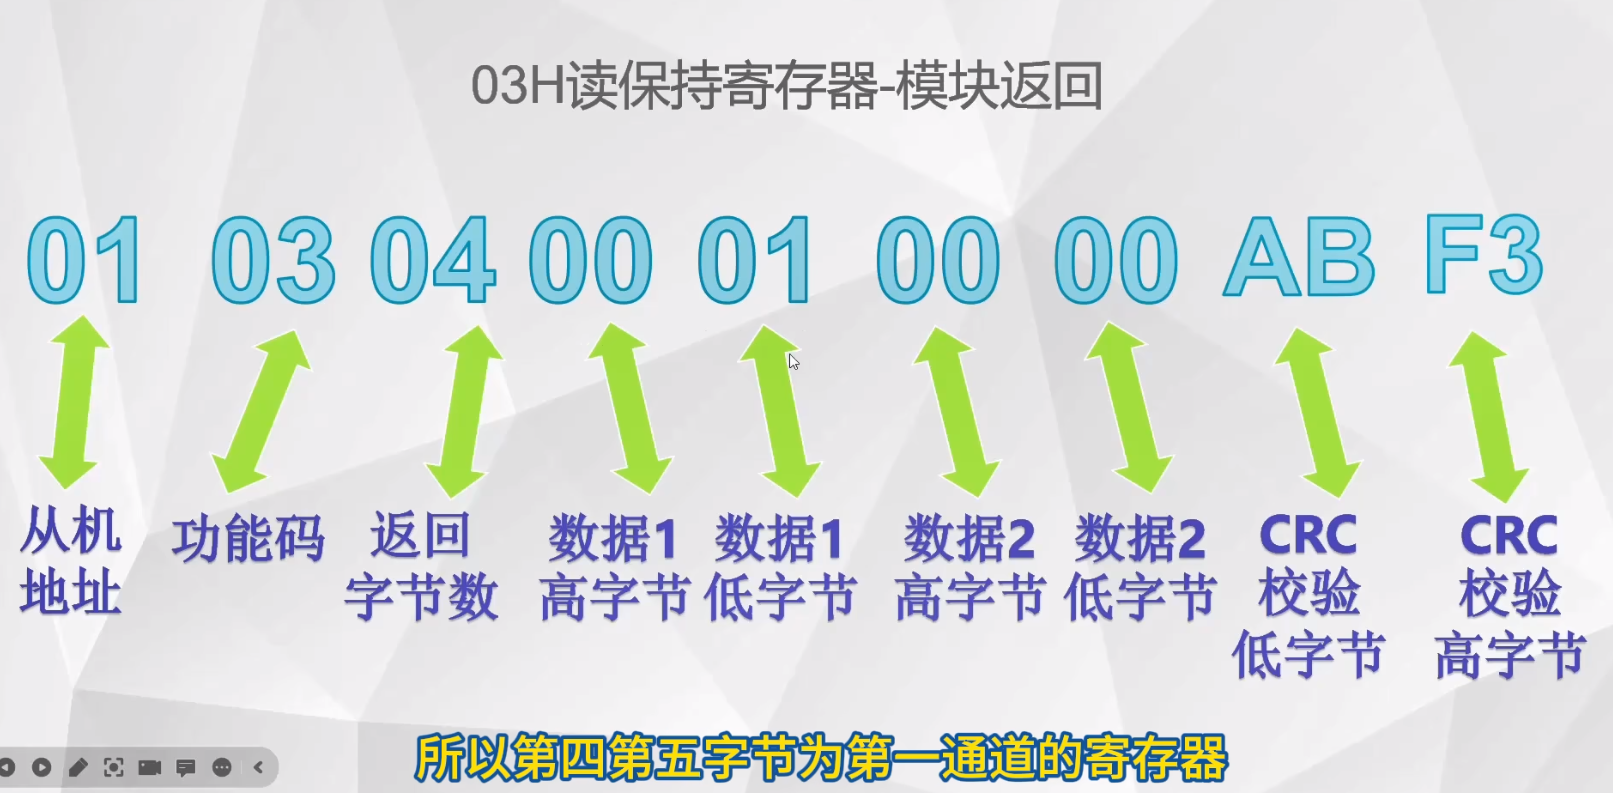 03H读保持寄存器-模块返回
01 03 04 00 01 00 00 AB F3
从机
地址
功能码
返回
字节数
数据1
高字节
数据1
低字节
数据2
高字节
数据2
低字节
CRC
校验
低字节
CRC
校验
高字节
所以第四第五字节为第一通道的寄存器